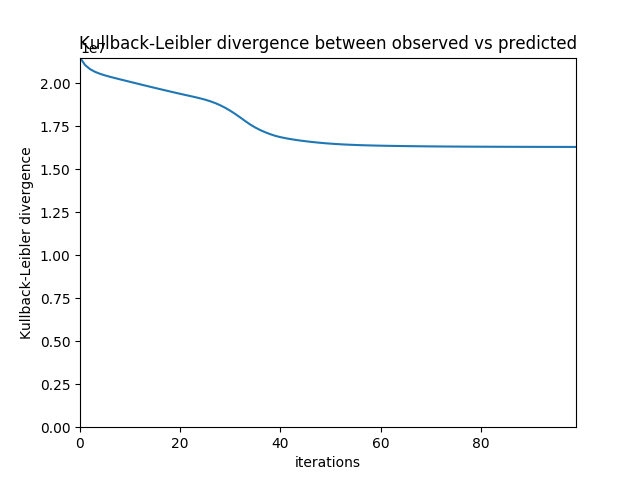 Kullback-Leibler divergence between observed vs predicted
1e7
2.00
1.75
1.50
1.25
1.00
0.75
0.50
0.25
0.00
Kullback-Leibler divergence
0 20 40 60 80
iterations